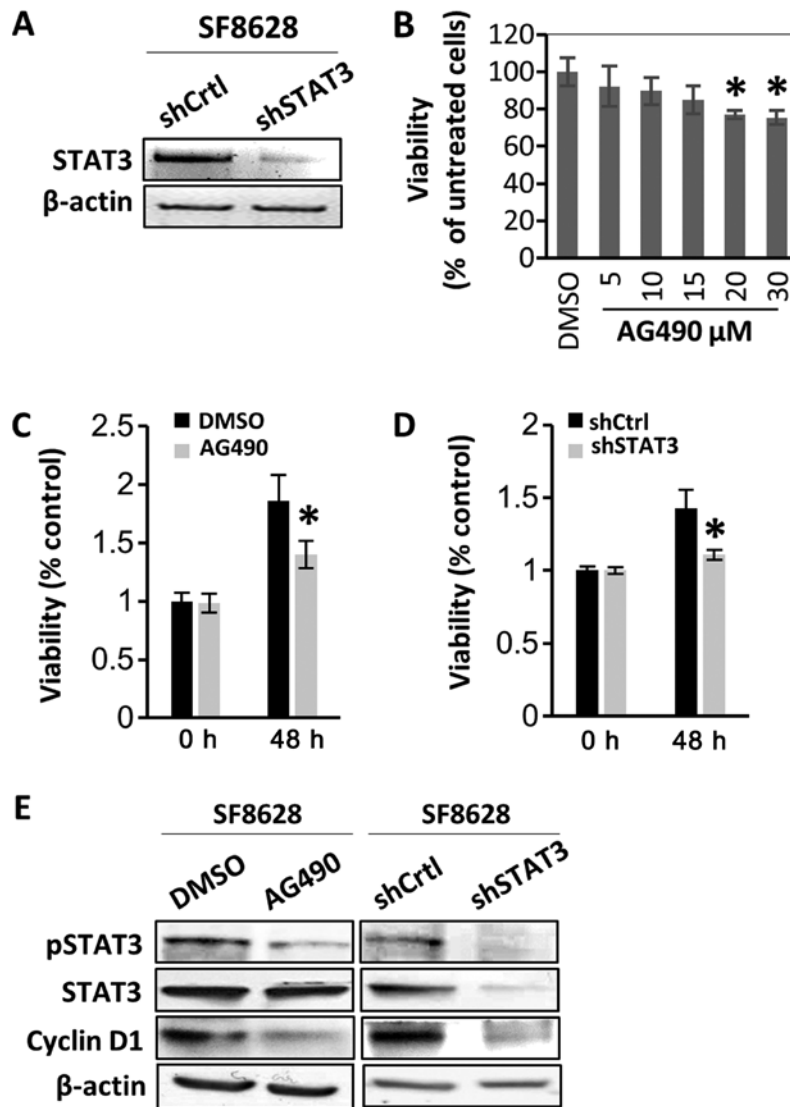 A
SF8628
shCrtl shSTAT3
STAT3
β-actin
B
Viability
(% of untreated cells)
120
100
80
60
40
20
0
* *
DMSO 5 10 15 20 30
AG490 µM
C
Viability (% control)
2.5
2
1.5
1
0.5
0
DMSO
AG490
*
0 h 48 h
D
Viability (% control)
2
1.5
1
0.5
0
shCtrl
shSTAT3
*
0 h 48 h
E
SF8628 SF8628
DMSO AG490 shCrtl shSTAT3
pSTAT3
STAT3
Cyclin D1
β-actin